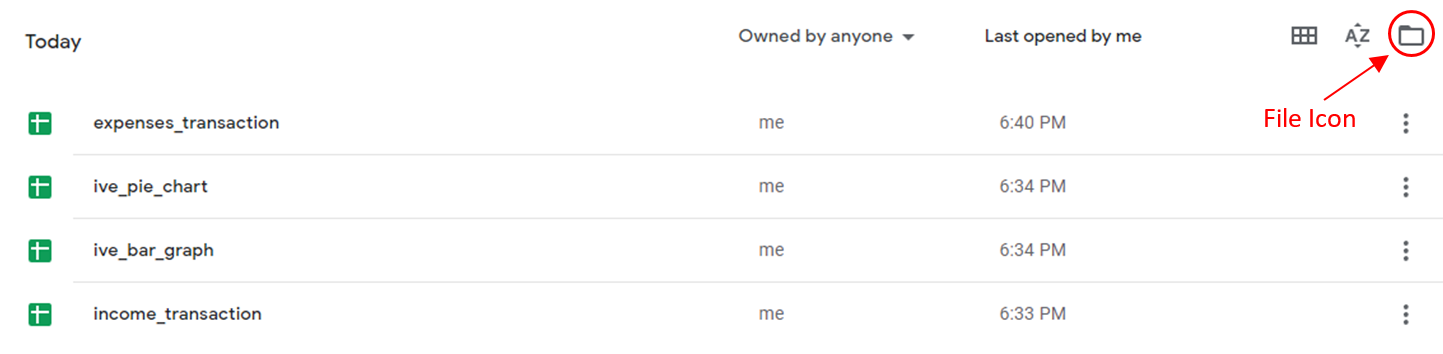 Today Owned by anyone Last opened by me AZ
File Icon
expenses_transaction me 6:40 PM
ive_pie_chart me 6:34 PM
ive_bar_graph me 6:34 PM
income_transaction me 6:33 PM